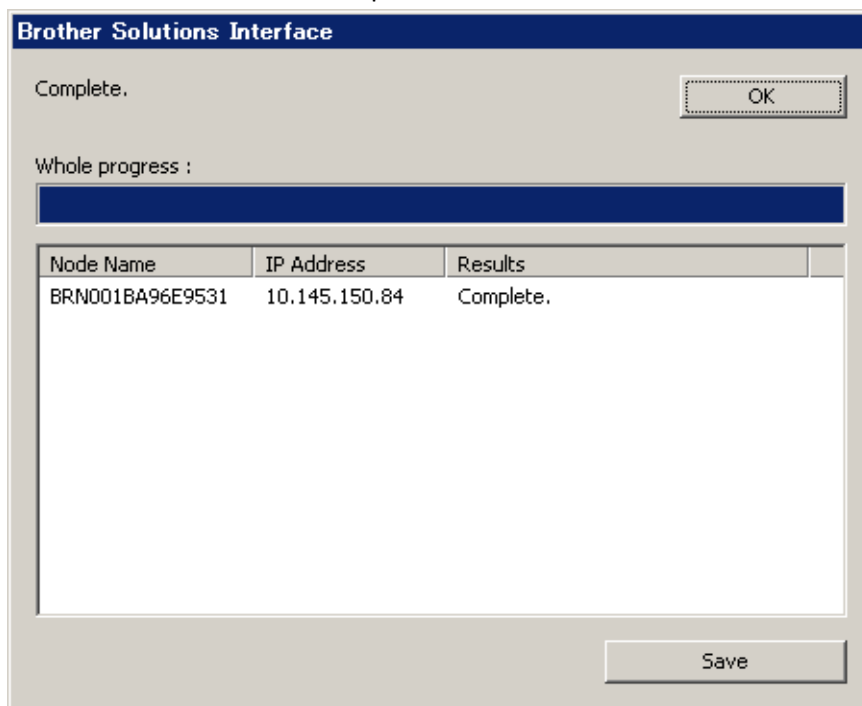 Brother Solutions Interface
Complete.
OK
Whole progress :
Node Name IP Address Results
BRN001BA96E9531 10.145.150.84 Complete.
Save